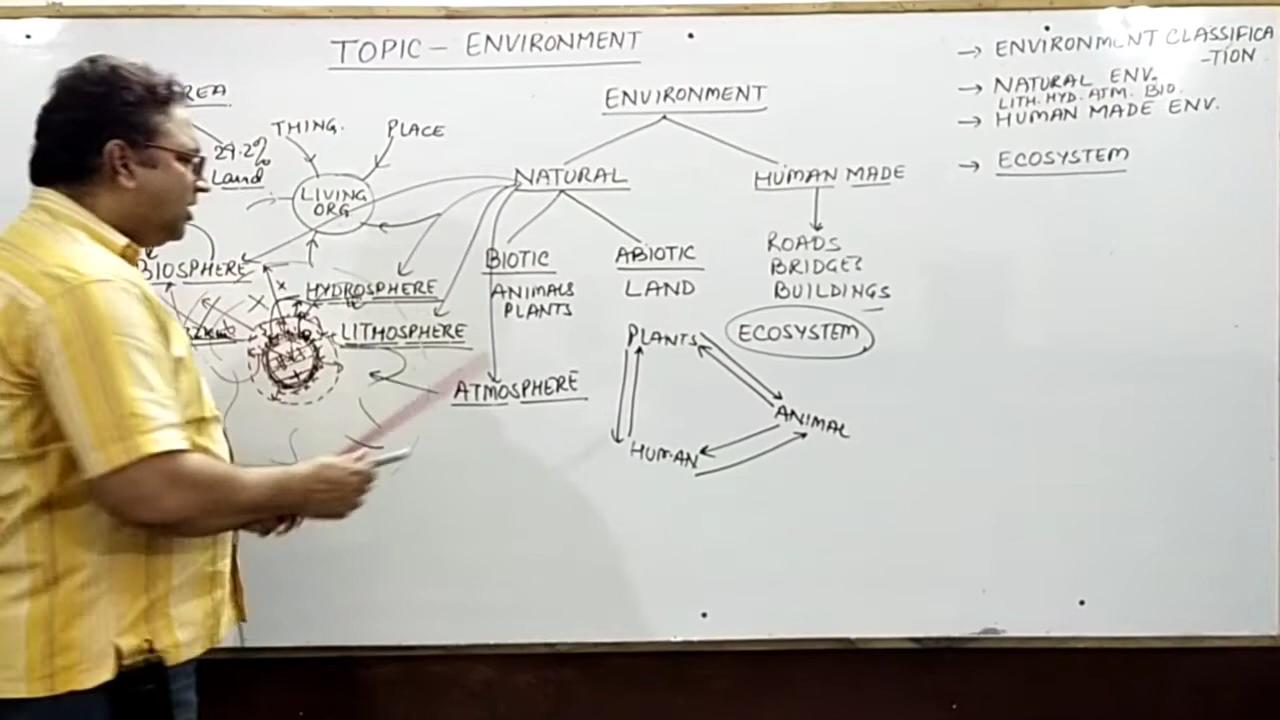 TOPIC - ENVIRONMENT
29.2%
Land
THING.
PLACE
LIVING
ORG
BIOSPHERE
HYDROSPHERE
LITHOSPHERE
ATMOSPHERE
ENVIRONMENT
NATURAL
HUMAN MADE
BIOTIC
ANIMALS
PLANTS
ABIOTIC
LAND
ROADS
BRIDGES
BUILDINGS
ECOSYSTEM
PLANTS
ANIMAL
HUMAN
→ ENVIRONMENT CLASSIFICA
-TION
→ NATURAL ENV.
LITH. HYD. ATM. BIO.
→ HUMAN MADE ENV.
→ ECOSYSTEM